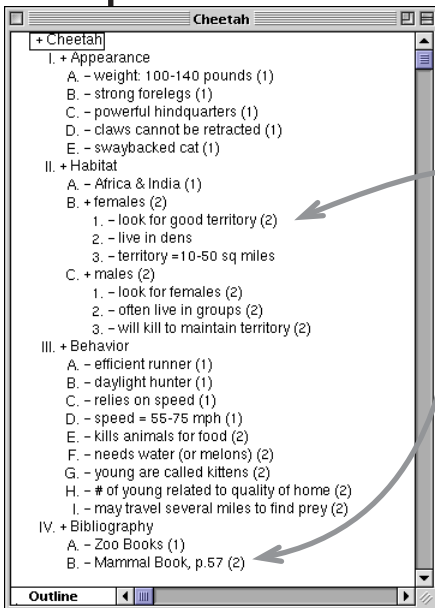 Cheetah
+ Cheetah
I. + Appearance
A. - weight: 100-140 pounds (1)
B. - strong forelegs (1)
C. - powerful hindquarters (1)
D. - claws cannot be retracted (1)
E. - swaybacked cat (1)
II. + Habitat
A. - Africa & India (1)
B. + females (2)
1. - look for good territory (2)
2. - live in dens
3. - territory =10-50 sq miles
C. + males (2)
1. - look for females (2)
2. - often live in groups (2)
3. - will kill to maintain territory (2)
III. + Behavior
A. - efficient runner (1)
B. - daylight hunter (1)
C. - relies on speed (1)
D. - speed = 55-75 mph (1)
E. - kills animals for food (2)
F. - needs water (or melons) (2)
G. - young are called kittens (2)
H. - # of young related to quality of home (2)
I. - may travel several miles to find prey (2)
IV. + Bibliography
A. - Zoo Books (1)
B. - Mammal Book, p.57 (2)
Outline